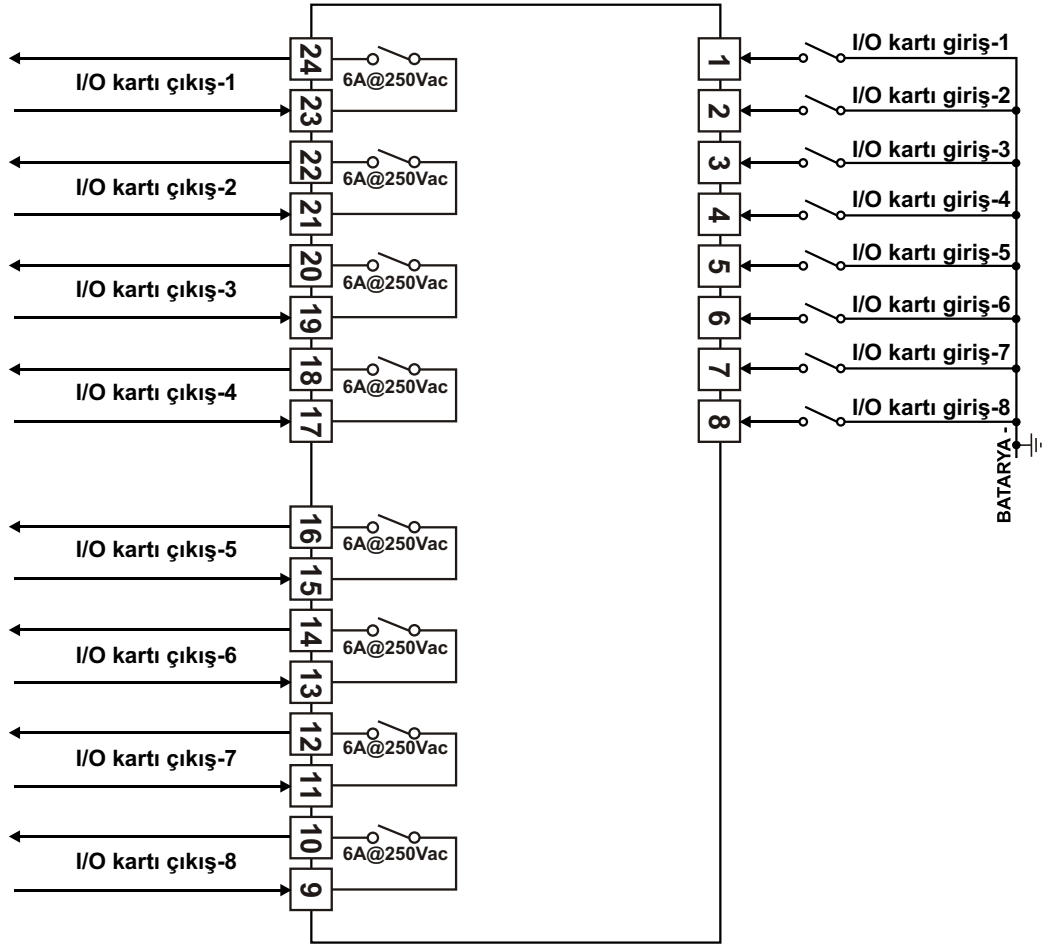 24
6A@250Vac
I/O kartı çıkış-1
23
22
6A@250Vac
I/O kartı çıkış-2
21
20
6A@250Vac
I/O kartı çıkış-3
19
18
6A@250Vac
I/O kartı çıkış-4
17
16
6A@250Vac
I/O kartı çıkış-5
15
14
6A@250Vac
I/O kartı çıkış-6
13
12
6A@250Vac
I/O kartı çıkış-7
11
10
6A@250Vac
I/O kartı çıkış-8
9
1
I/O kartı giriş-1
2
I/O kartı giriş-2
3
I/O kartı giriş-3
4
I/O kartı giriş-4
5
I/O kartı giriş-5
6
I/O kartı giriş-6
7
I/O kartı giriş-7
8
I/O kartı giriş-8
BATARYA -